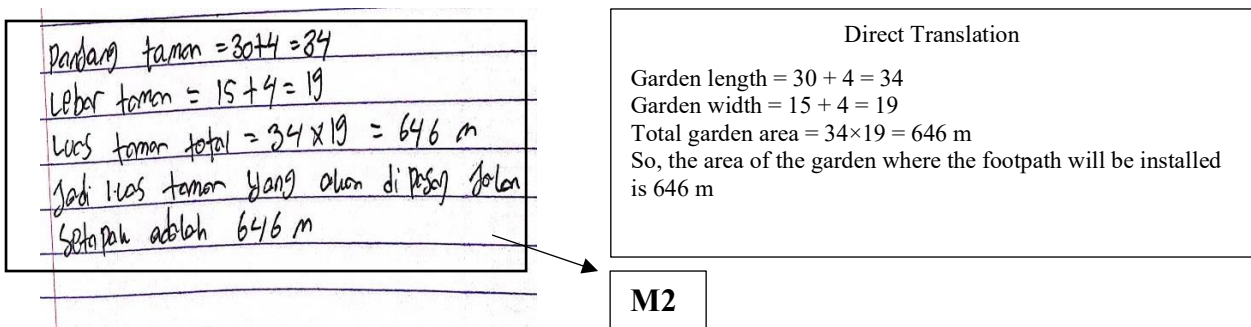 Panjang taman = 30+4 = 34
Lebar taman = 15 + 4 = 19
Luas taman total = 34 x 19 = 646 m
Jadi luas taman yang akan di pasang jalan
Setapak adalah 646 m
Direct Translation
Garden length = 30 + 4 = 34
Garden width = 15 + 4 = 19
Total garden area = 34×19 = 646 m
So, the area of the garden where the footpath will be installed
is 646 m
M2